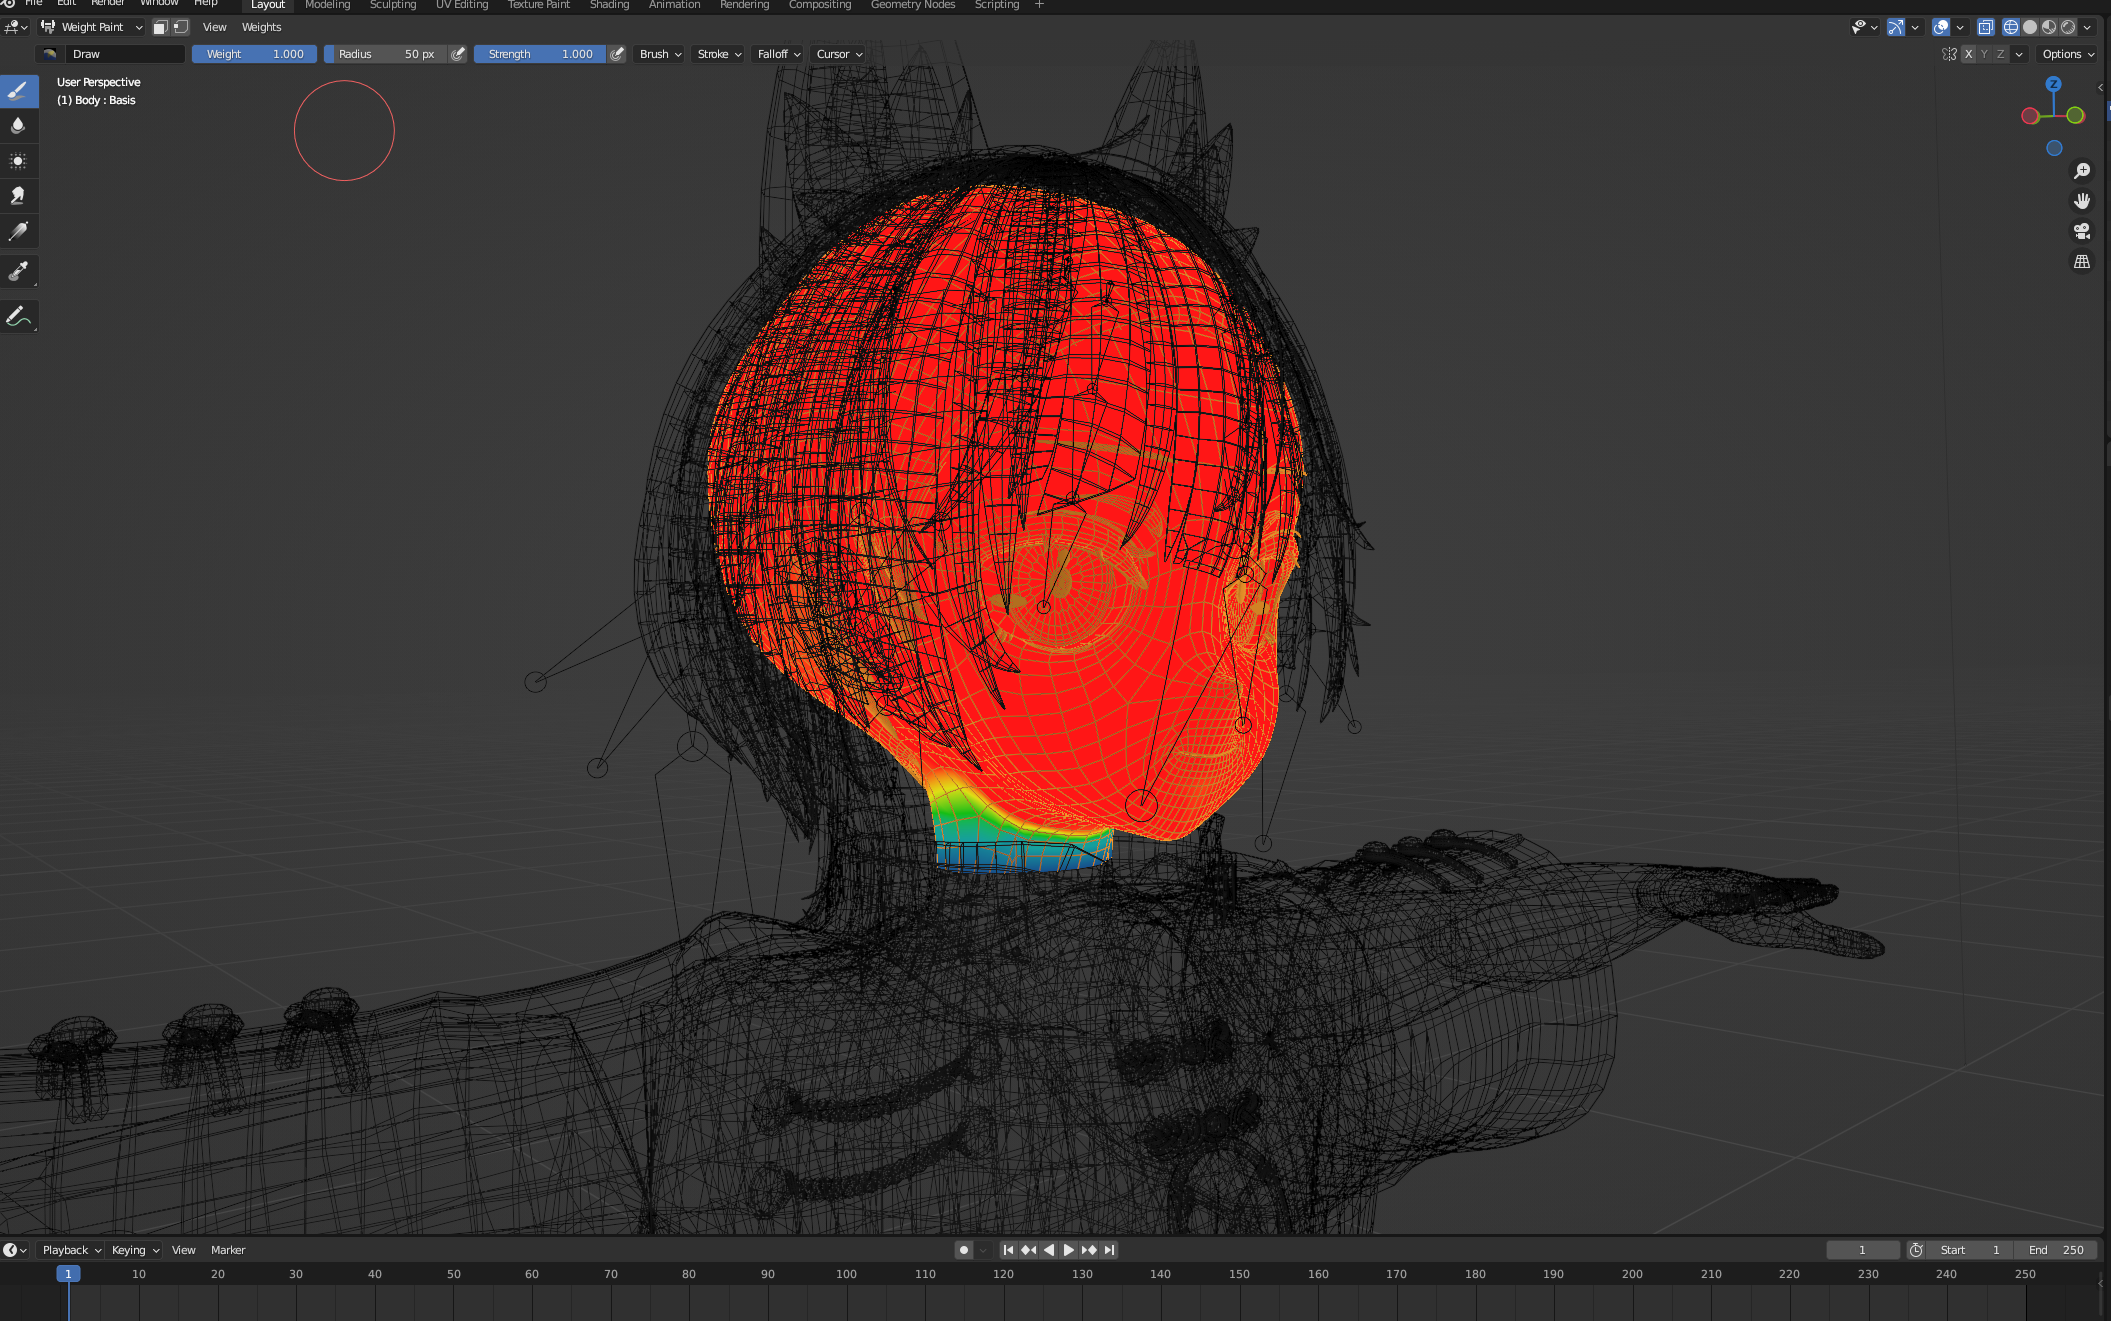 File Edit Render Window Help Layout Modeling Sculpting UV Editing Texture Paint Shading Animation Rendering Compositing Geometry Nodes Scripting +
Weight Paint View Weights
Draw Weight 1.000 Radius 50 px Strength 1.000 Brush Stroke Falloff Cursor X Y Z Options
User Perspective
(1) Body : Basis
Z
Playback Keying View Marker 1 Start 1 End 250
1 10 20 30 40 50 60 70 80 90 100 110 120 130 140 150 160 170 180 190 200 210 220 230 240 250